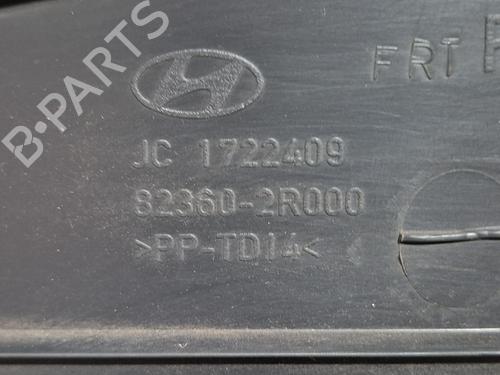 B-PARTS
FRT
JC 1722409
82360-2R000
>PP-TD14<